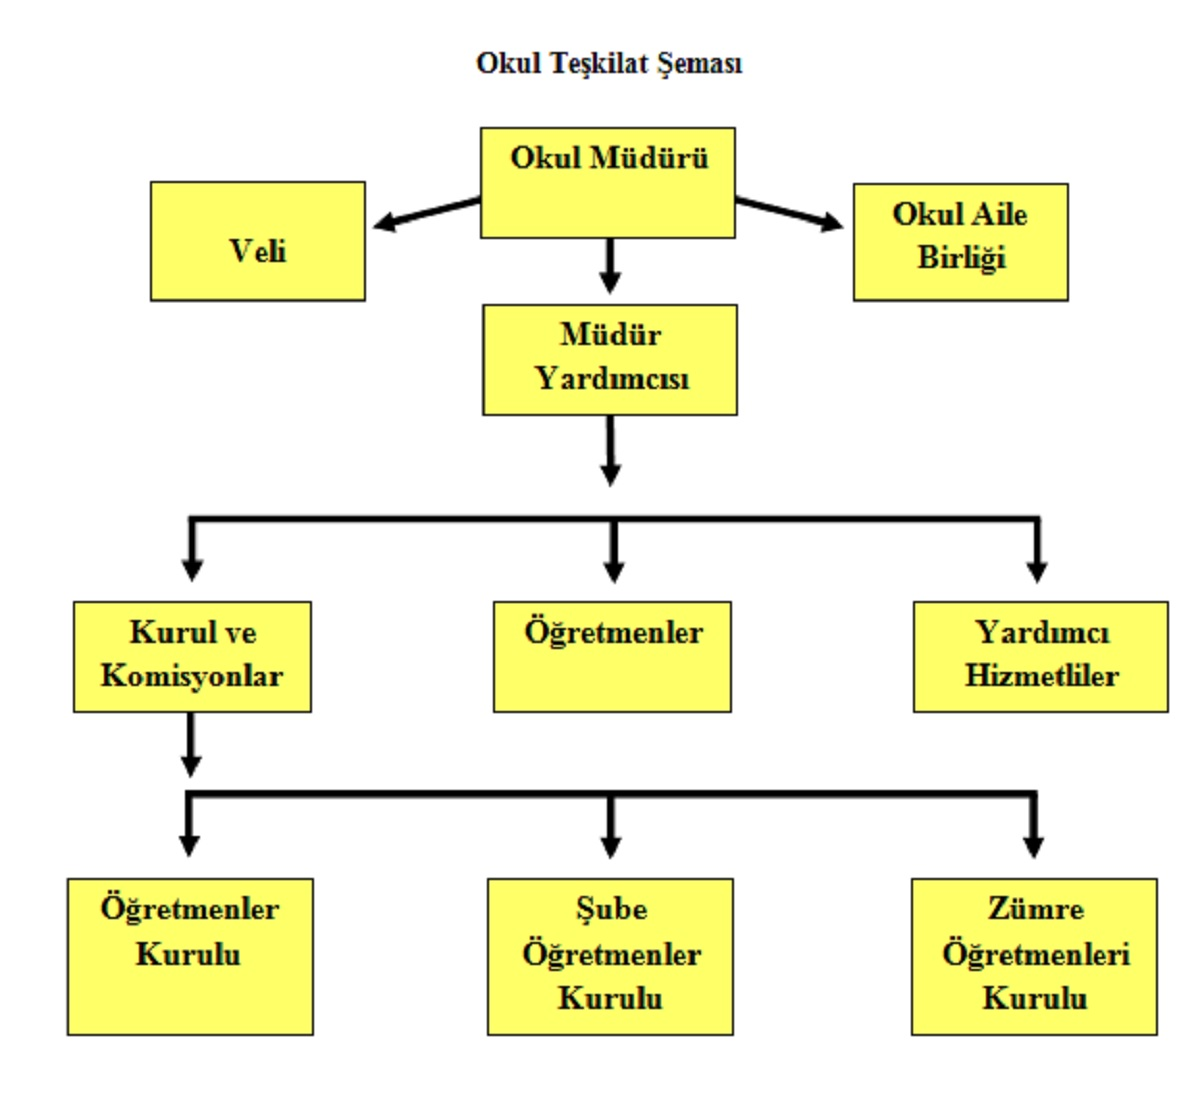 Okul Teşkilat Şeması
Okul Müdürü
Veli
Okul Aile
Birliği
Müdür
Yardımcısı
Kurul ve
Komisyonlar
Öğretmenler
Yardımcı
Hizmetliler
Öğretmenler
Kurulu
Şube
Öğretmenler
Kurulu
Zümre
Öğretmenleri
Kurulu